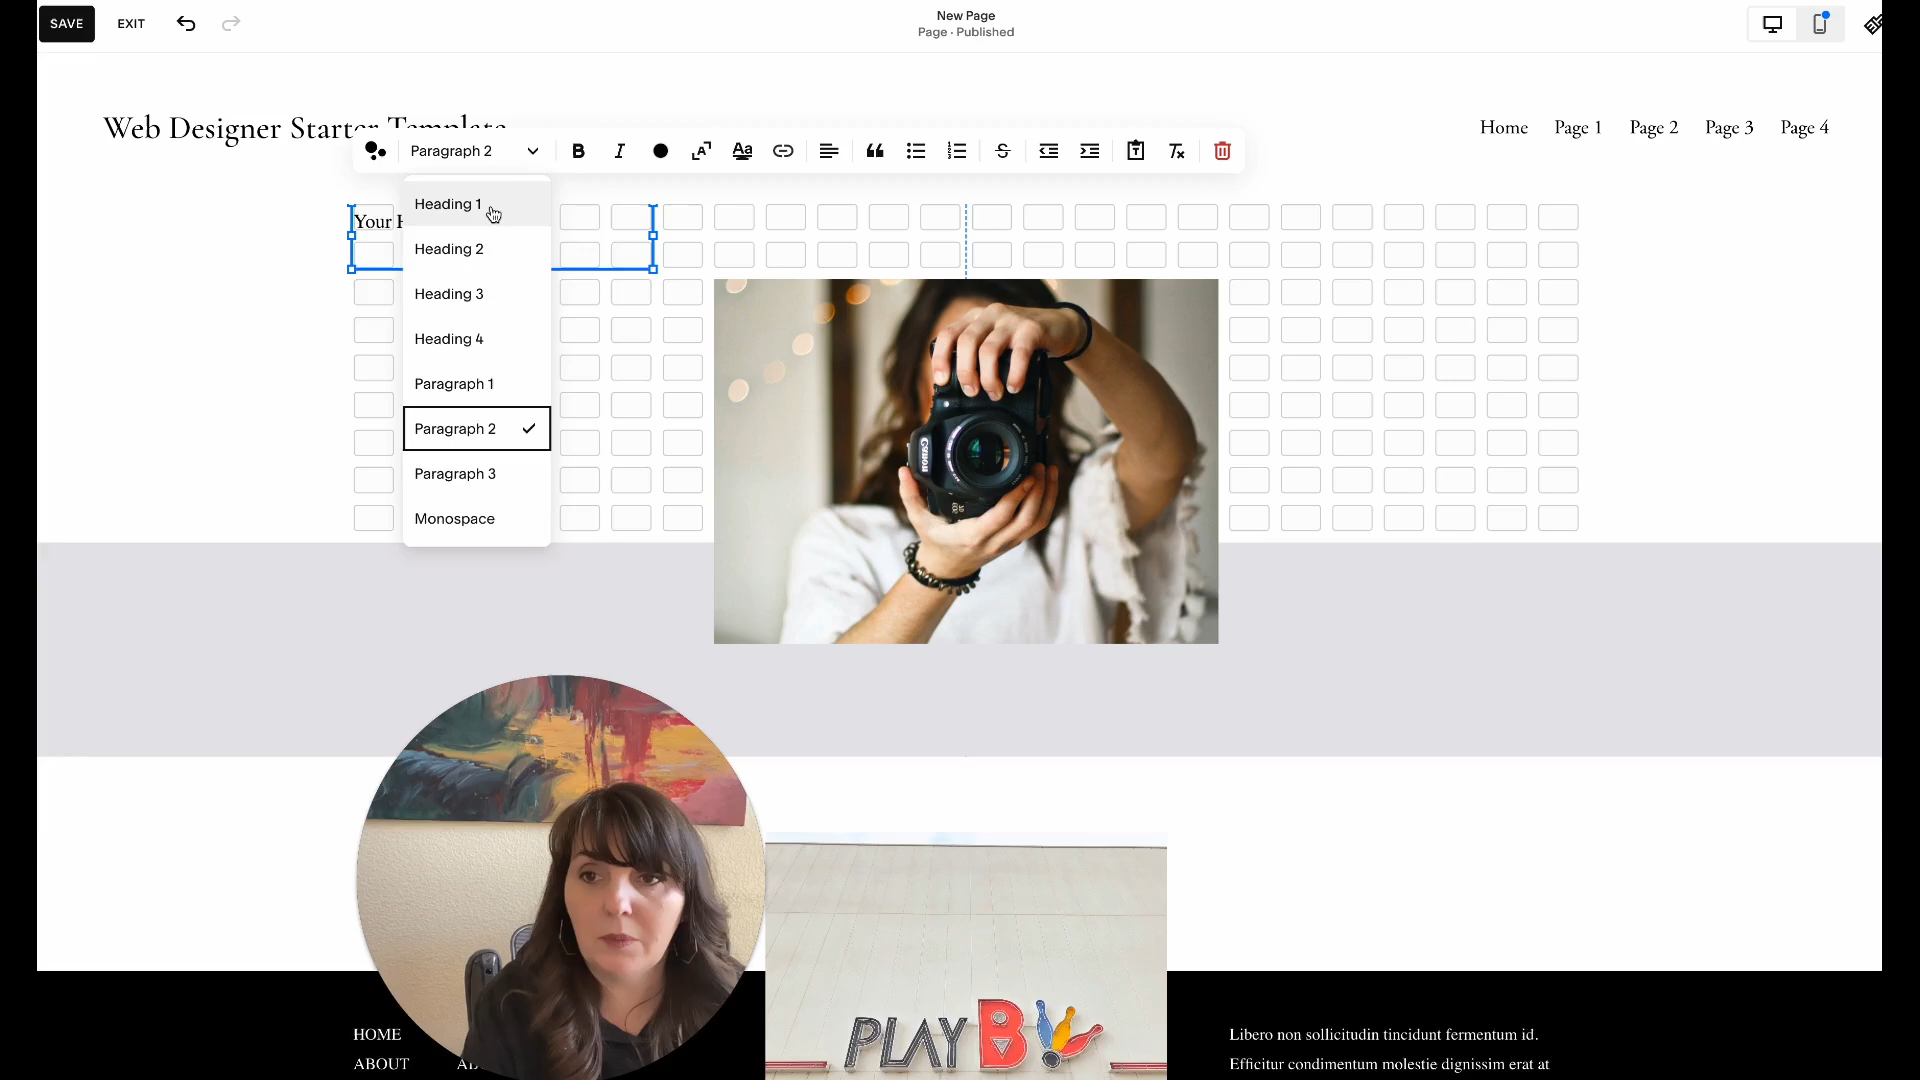 SAVE EXIT
New Page
Page · Published
Web Designer Starter Template
Home Page 1 Page 2 Page 3 Page 4
Paragraph 2
Your
Heading 1
Heading 2
Heading 3
Heading 4
Paragraph 1
Paragraph 2
Paragraph 3
Monospace
Canon
PLAY B
HOME
ABOUT
Libero non sollicitudin tincidunt fermentum id.
Efficitur condimentum molestie dignissim erat at